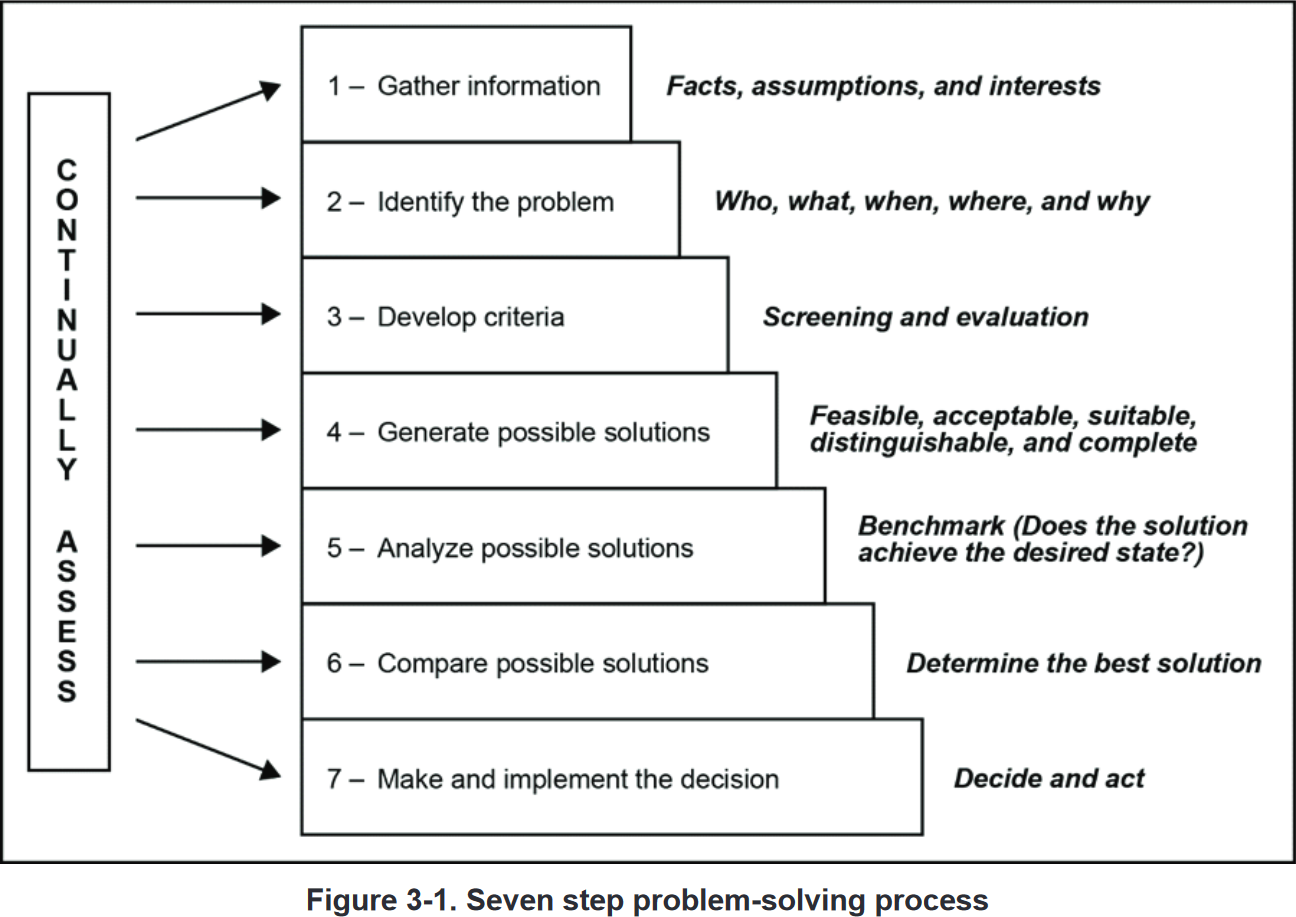 CONTINUALLY ASSESS
1 – Gather information
Facts, assumptions, and interests
2 – Identify the problem
Who, what, when, where, and why
3 – Develop criteria
Screening and evaluation
4 – Generate possible solutions
Feasible, acceptable, suitable,
distinguishable, and complete
5 – Analyze possible solutions
Benchmark (Does the solution
achieve the desired state?)
6 – Compare possible solutions
Determine the best solution
7 – Make and implement the decision
Decide and act
Figure 3-1. Seven step problem-solving process